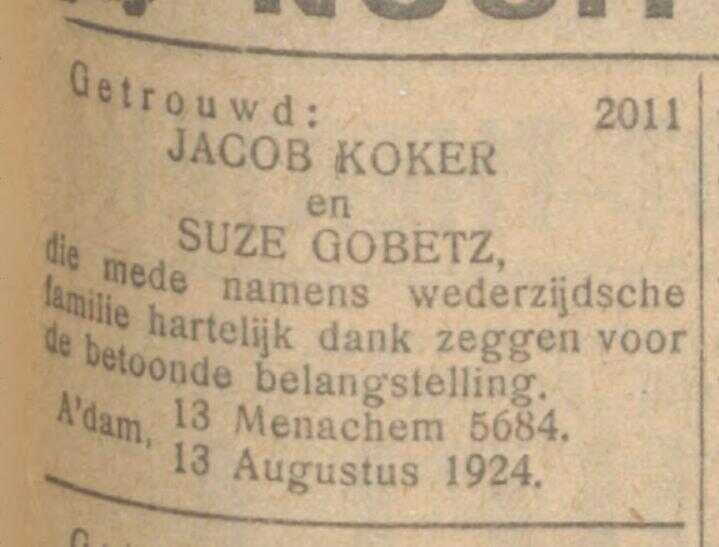 Getrouwd: 2011
JACOB KOKER
en
SUZE GOBETZ,
die mede namens wederzijdsche
familie hartelijk dank zeggen voor
de betoonde belangstelling.
A'dam, 13 Menachem 5684.
13 Augustus 1924.